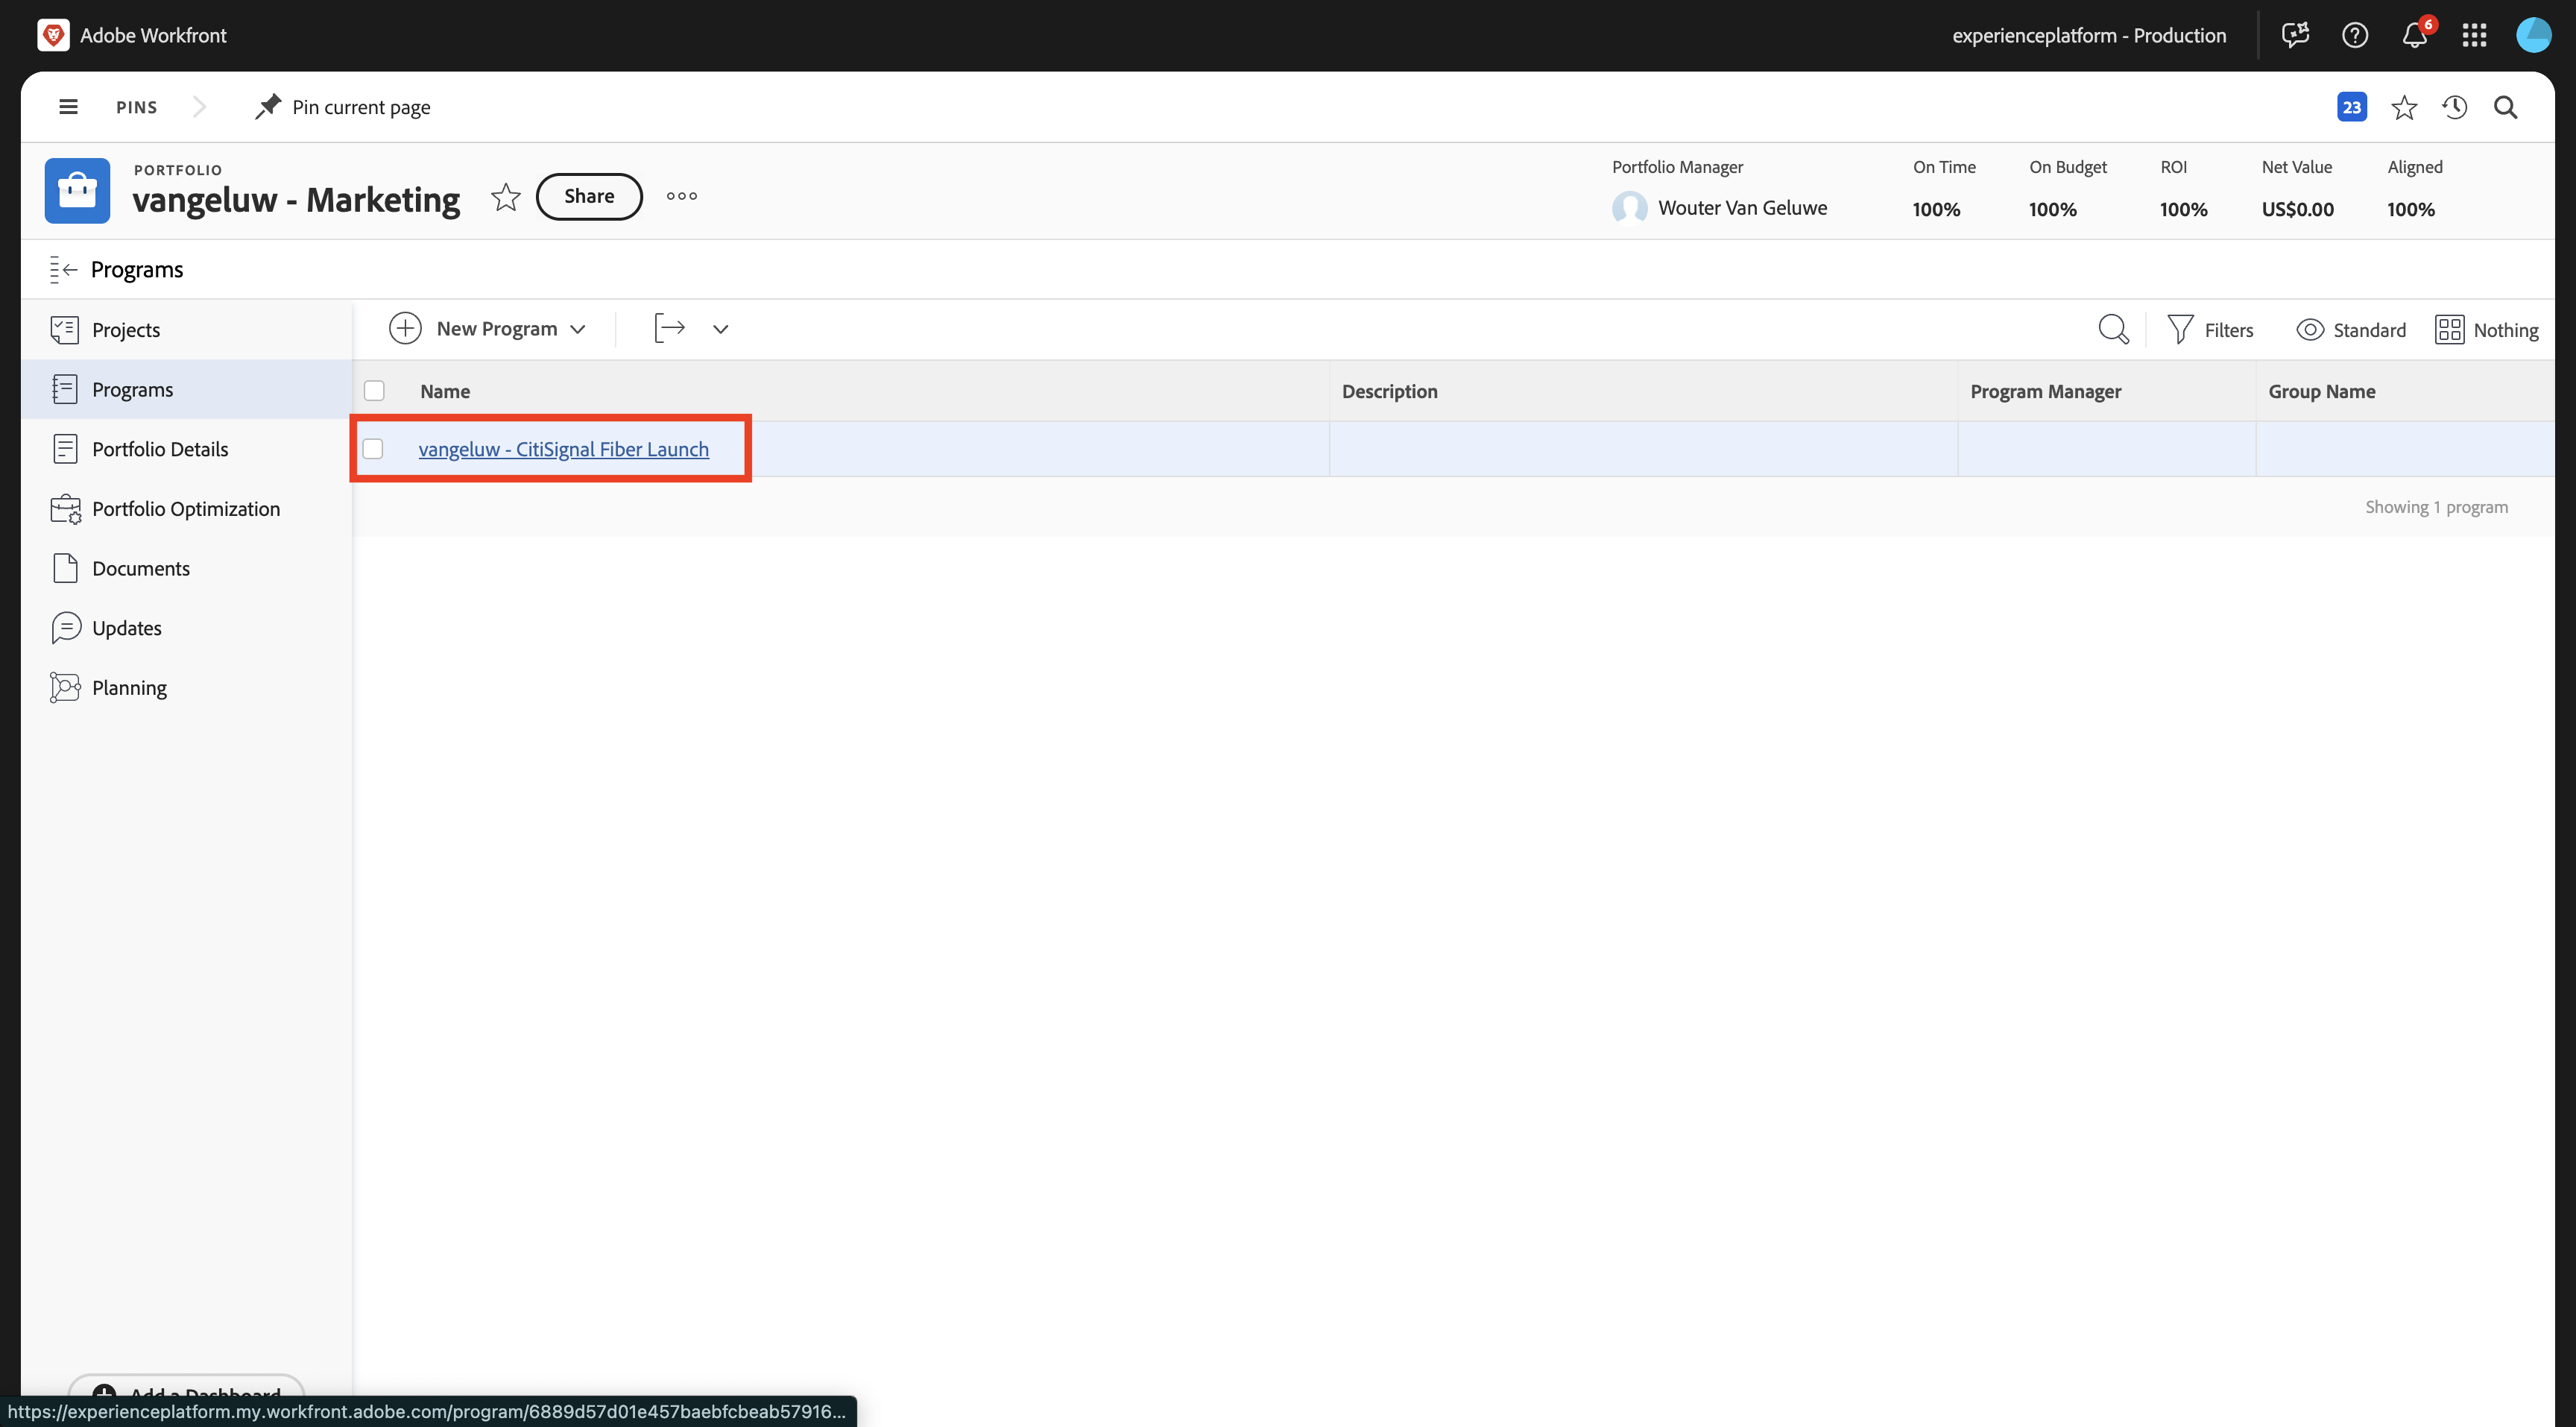 Adobe Workfront
experienceplatform - Production
6
PINS
Pin current page
23
PORTFOLIO
vangeluw - Marketing
Share
Portfolio Manager
Wouter Van Geluwe
On Time
100%
On Budget
100%
ROI
100%
Net Value
US$0.00
Aligned
100%
Programs
Projects
Programs
Portfolio Details
Portfolio Optimization
Documents
Updates
Planning
New Program
Filters
Standard
Nothing
Name
Description
Program Manager
Group Name
vangeluw - CitiSignal Fiber Launch
Showing 1 program
Add a Dashboard
https://experienceplatform.my.workfront.adobe.com/program/6889d57d01e457baebfcbeab57916...